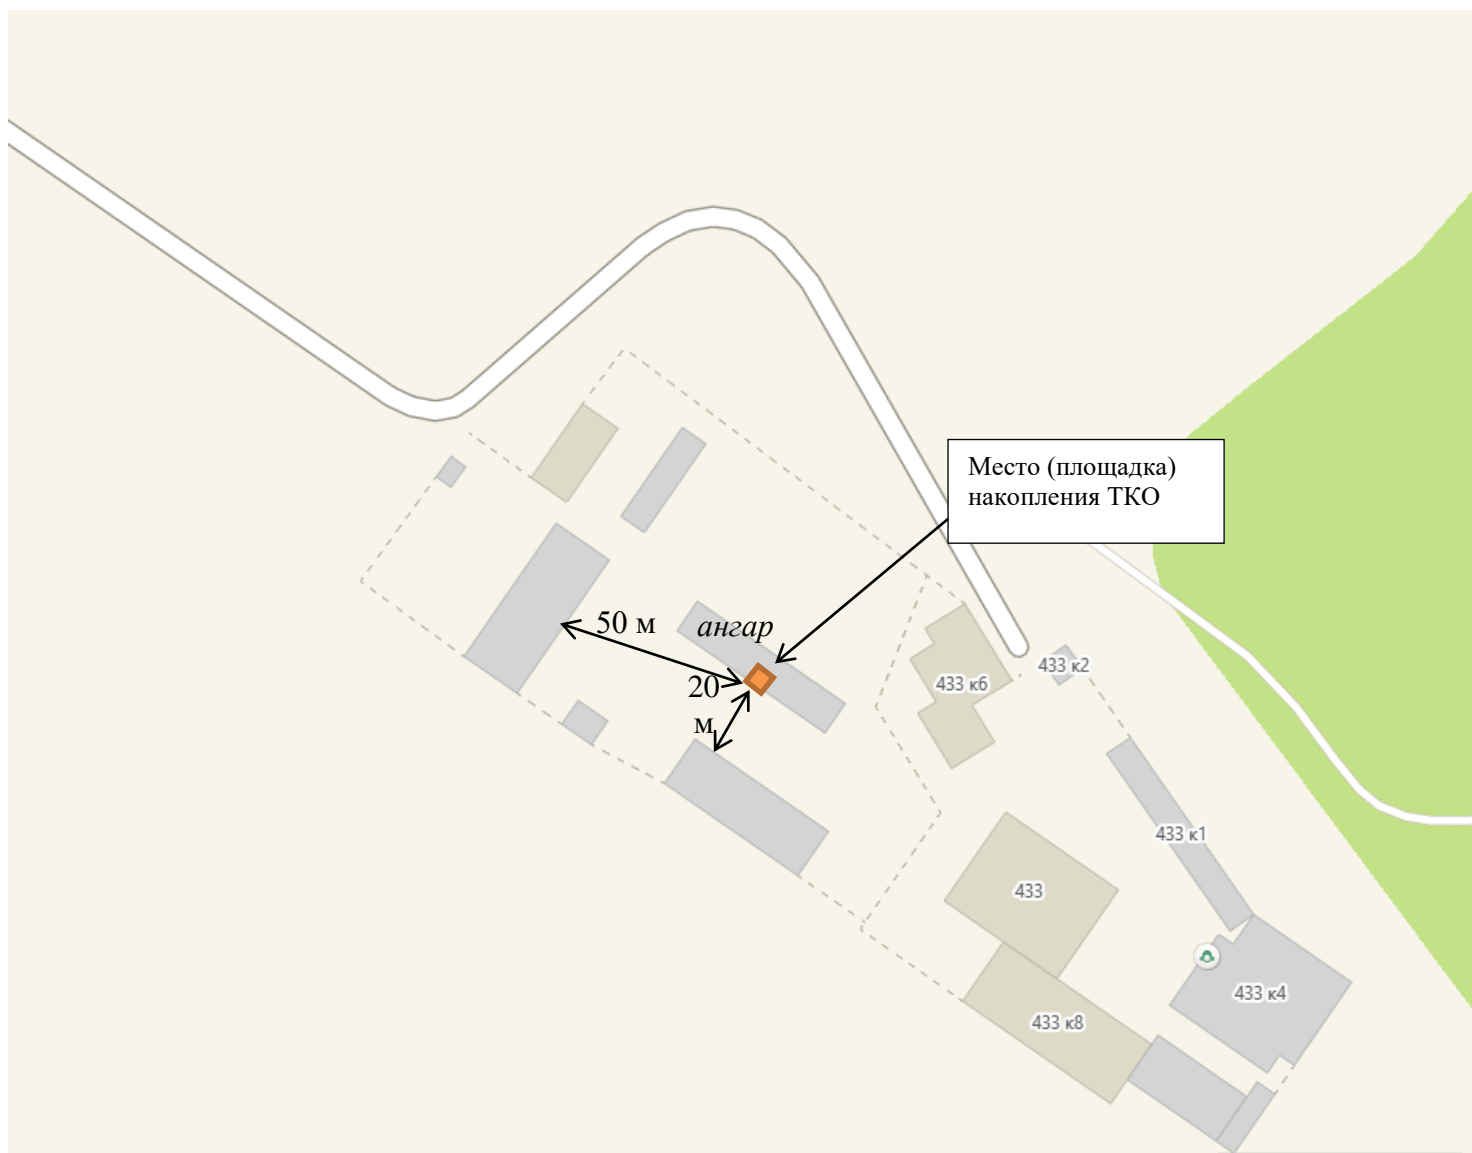 Место (площадка)
накопления ТКО
50 м
ангар
20
м
433 к6
433 к2
433 к1
433
433 к4
433 к8